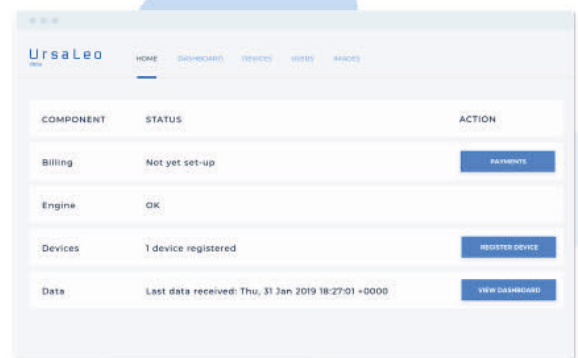 UrsaLeo
HOME DASHBOARD DEVICES USERS IMAGES
COMPONENT STATUS ACTION
Billing Not yet set-up PAYMENTS
Engine OK
Devices 1 device registered REGISTER DEVICE
Data Last data received: Thu, 31 Jan 2019 18:27:01 +0000 VIEW DASHBOARD